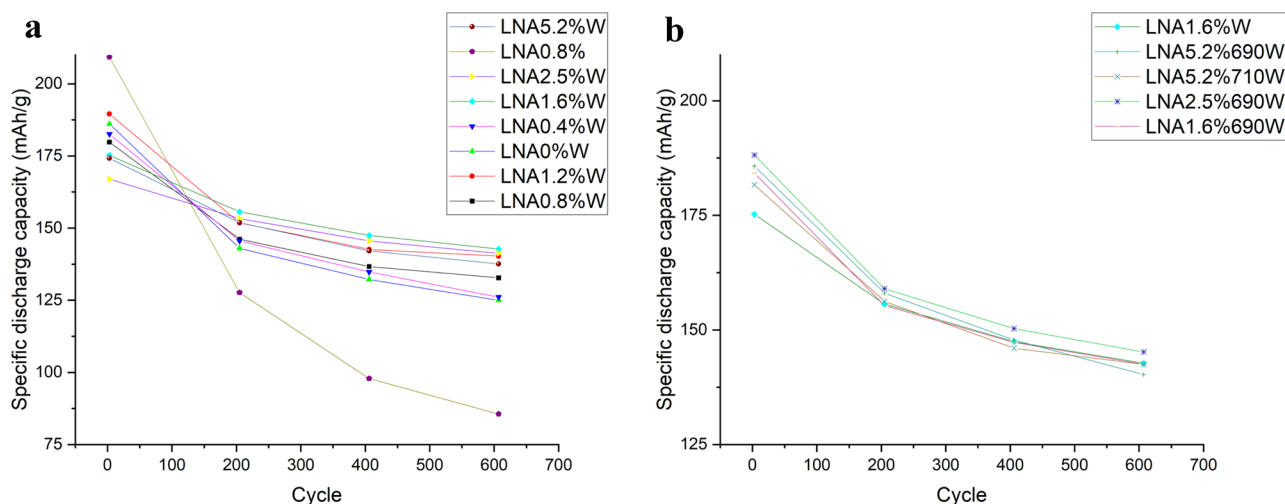 a
LNA5.2%W
LNA0.8%
LNA2.5%W
LNA1.6%W
LNA0.4%W
LNA0%W
LNA1.2%W
LNA0.8%W
Specific discharge capacity (mAh/g)
200
175
150
125
100
75
0 100 200 300 400 500 600 700
Cycle
b
LNA1.6%W
LNA5.2%690W
LNA5.2%710W
LNA2.5%690W
LNA1.6%690W
Specific discharge capacity (mAh/g)
200
175
150
125
0 100 200 300 400 500 600 700
Cycle